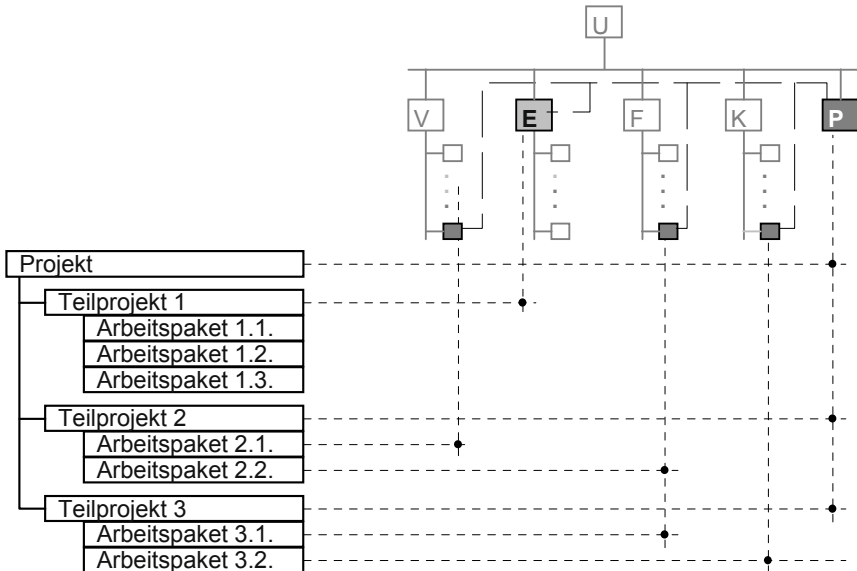 U
V E F K P
Projekt
Teilprojekt 1
Arbeitspaket 1.1.
Arbeitspaket 1.2.
Arbeitspaket 1.3.
Teilprojekt 2
Arbeitspaket 2.1.
Arbeitspaket 2.2.
Teilprojekt 3
Arbeitspaket 3.1.
Arbeitspaket 3.2.